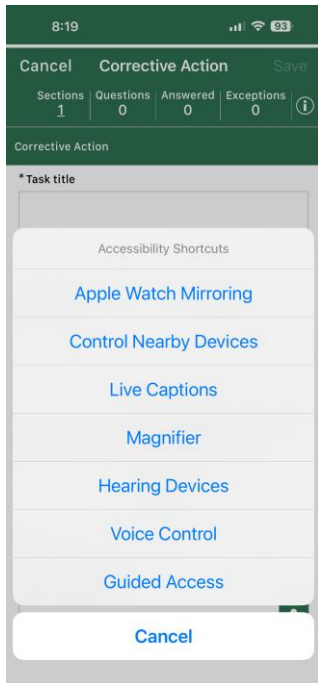 8:19
93
Cancel Corrective Action Save
Sections Questions Answered Exceptions
1 0 0 0
Corrective Action
*Task title
Accessibility Shortcuts
Apple Watch Mirroring
Control Nearby Devices
Live Captions
Magnifier
Hearing Devices
Voice Control
Guided Access
Cancel